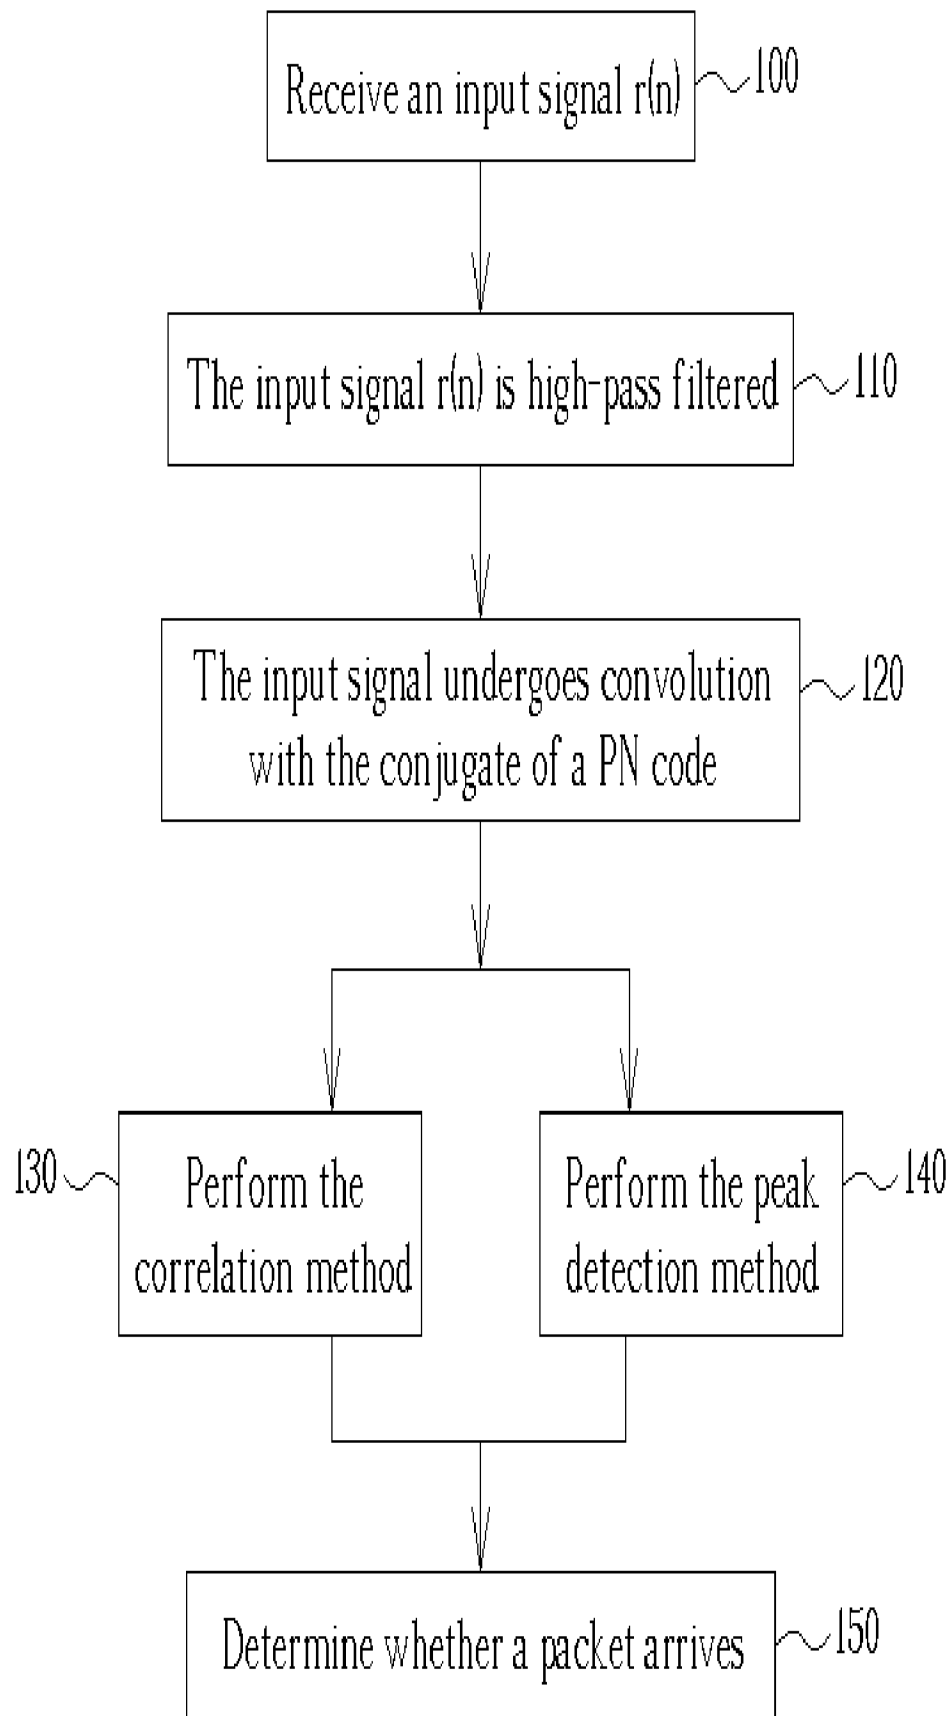 Receive an input signal r(n)
100
The input signal r(n) is high-pass filtered
110
The input signal undergoes convolution
with the conjugate of a PN code
120
130
Perform the
correlation method
Perform the peak
detection method
140
Determine whether a packet arrives
150